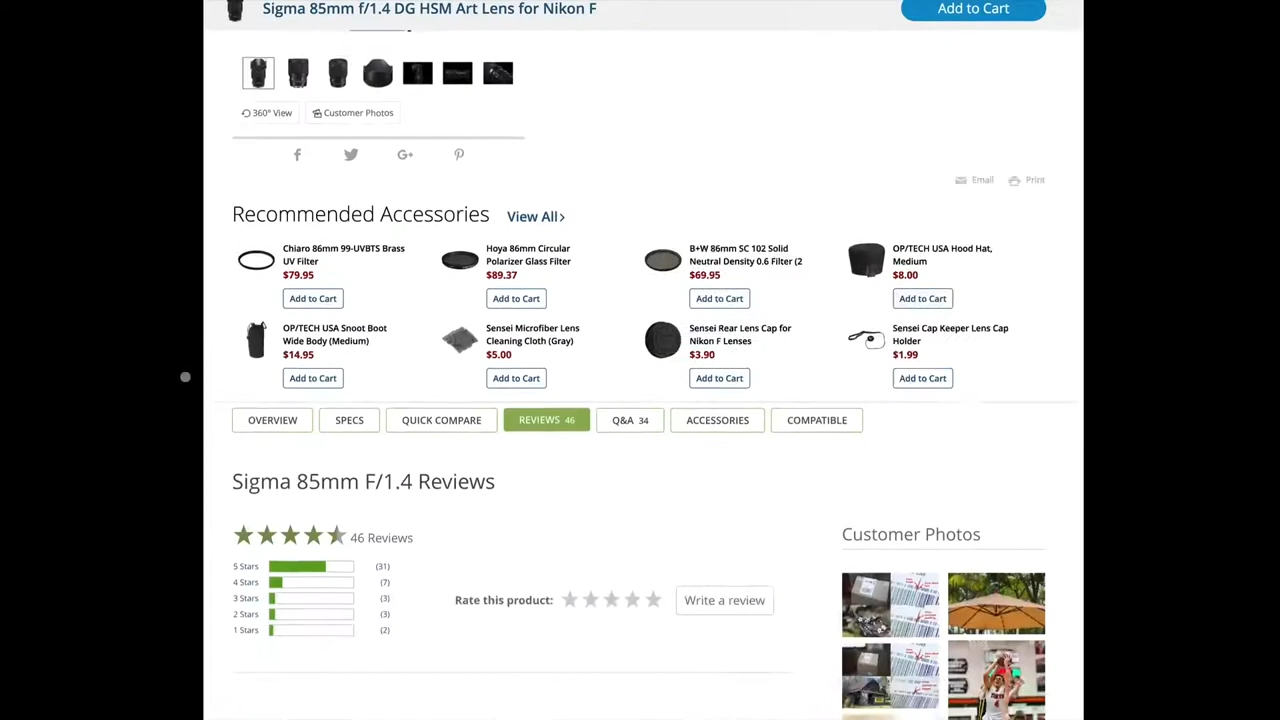 Sigma 85mm f/1.4 DG HSM Art Lens for Nikon F
Add to Cart
360° View
Customer Photos
Email
Print
Recommended Accessories
View All›
Chiaro 86mm 99-UVBTS Brass
UV Filter
$79.95
Add to Cart
Hoya 86mm Circular
Polarizer Glass Filter
$89.37
Add to Cart
B+W 86mm SC 102 Solid
Neutral Density 0.6 Filter (2
$69.95
Add to Cart
OP/TECH USA Hood Hat,
Medium
$8.00
Add to Cart
OP/TECH USA Snoot Boot
Wide Body (Medium)
$14.95
Add to Cart
Sensei Microfiber Lens
Cleaning Cloth (Gray)
$5.00
Add to Cart
Sensei Rear Lens Cap for
Nikon F Lenses
$3.90
Add to Cart
Sensei Cap Keeper Lens Cap
Holder
$1.99
Add to Cart
OVERVIEW
SPECS
QUICK COMPARE
REVIEWS 46
Q&A 34
ACCESSORIES
COMPATIBLE
Sigma 85mm F/1.4 Reviews
46 Reviews
5 Stars (31)
4 Stars (7)
3 Stars (3)
2 Stars (3)
1 Stars (2)
Rate this product:
Write a review
Customer Photos